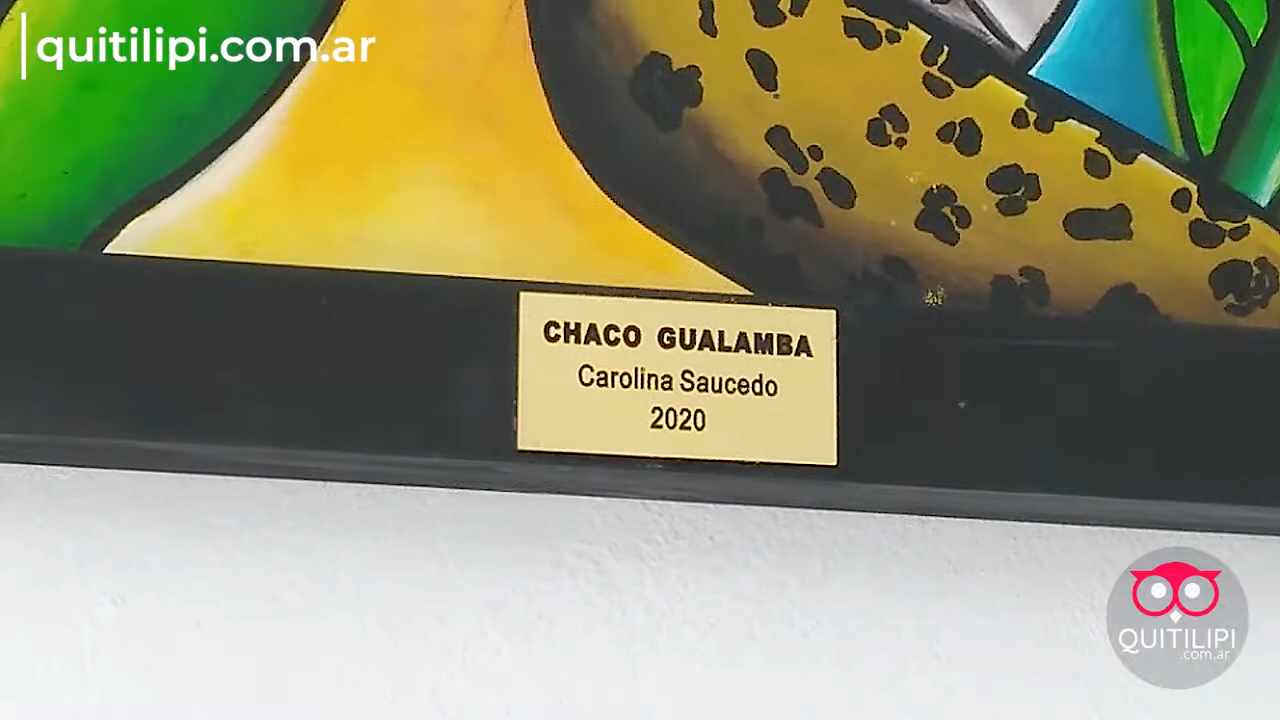 quitilipi.com.ar
CHACO GUALAMBA
Carolina Saucedo
2020
QUITILIPI
.com.ar